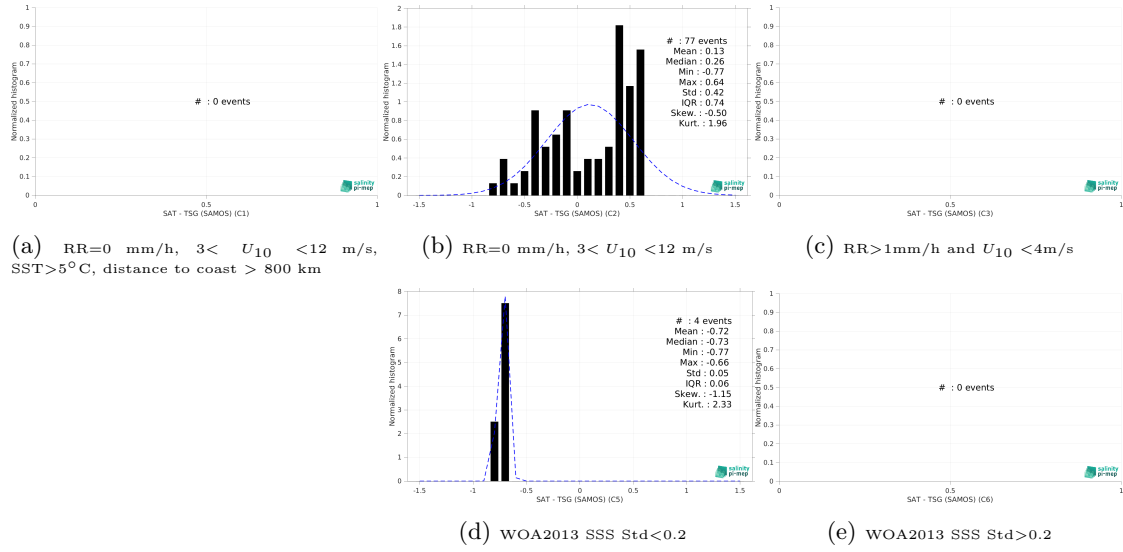 Normalized histogram
1
0.9
0.8
0.7
0.6
0.5
0.4
0.3
0.2
0.1
0
# : 0 events
salinity
pi-mep
0 0.5 1
SAT - TSG (SAMOS) (C1)
(a) RR=0 mm/h, 3< U10 <12 m/s,
SST>5°C, distance to coast > 800 km
Normalized histogram
2
1.8
1.6
1.4
1.2
1
0.8
0.6
0.4
0.2
0
# : 77 events
Mean : 0.13
Median : 0.26
Min : -0.77
Max : 0.64
Std : 0.42
IQR : 0.74
Skew. : -0.50
Kurt. : 1.96
salinity
pi-mep
-1.5 -1 -0.5 0 0.5 1 1.5
SAT - TSG (SAMOS) (C2)
(b) RR=0 mm/h, 3< U10 <12 m/s
Normalized histogram
1
0.9
0.8
0.7
0.6
0.5
0.4
0.3
0.2
0.1
0
# : 0 events
salinity
pi-mep
0 0.5 1
SAT - TSG (SAMOS) (C3)
(c) RR>1mm/h and U10 <4m/s
Normalized histogram
8
7
6
5
4
3
2
1
0
# : 4 events
Mean : -0.72
Median : -0.73
Min : -0.77
Max : -0.66
Std : 0.05
IQR : 0.06
Skew. : -1.15
Kurt. : 2.33
salinity
pi-mep
-1.5 -1 -0.5 0 0.5 1 1.5
SAT - TSG (SAMOS) (C5)
(d) WOA2013 SSS Std<0.2
Normalized histogram
1
0.9
0.8
0.7
0.6
0.5
0.4
0.3
0.2
0.1
0
# : 0 events
salinity
pi-mep
0 0.5 1
SAT - TSG (SAMOS) (C6)
(e) WOA2013 SSS Std>0.2